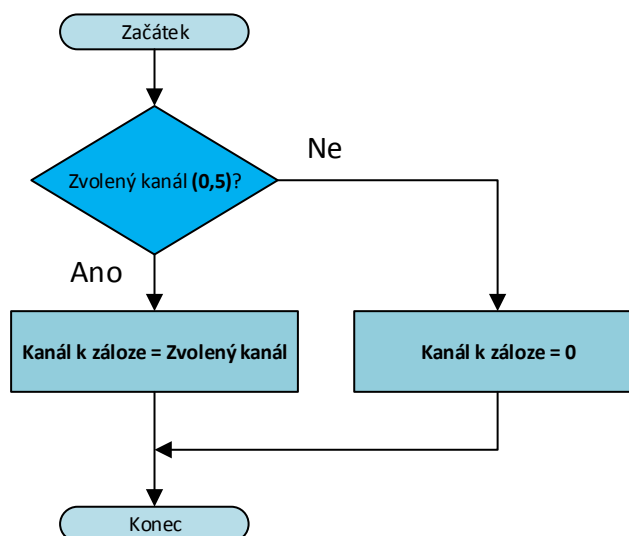 Začátek
Ne
Zvolený kanál (0,5)?
Ano
Kanál k záloze = Zvolený kanál
Kanál k záloze = 0
Konec